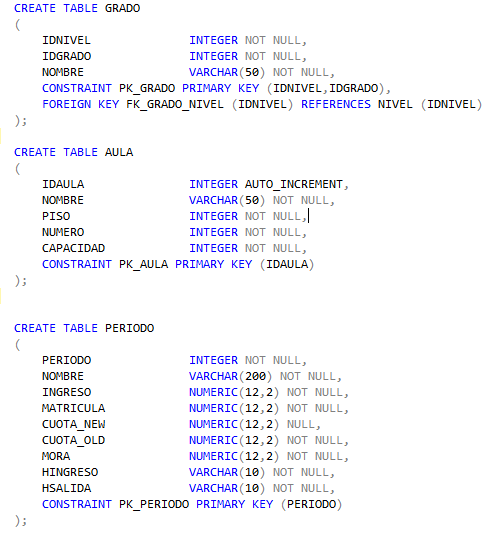 CREATE TABLE GRADO
(
IDNIVEL INTEGER NOT NULL,
IDGRADO INTEGER NOT NULL,
NOMBRE VARCHAR(50) NOT NULL,
CONSTRAINT PK_GRADO PRIMARY KEY (IDNIVEL,IDGRADO),
FOREIGN KEY FK_GRADO_NIVEL (IDNIVEL) REFERENCES NIVEL (IDNIVEL)
);
CREATE TABLE AULA
(
IDAULA INTEGER AUTO_INCREMENT,
NOMBRE VARCHAR(50) NOT NULL,
PISO INTEGER NOT NULL,
NUMERO INTEGER NOT NULL,
CAPACIDAD INTEGER NOT NULL,
CONSTRAINT PK_AULA PRIMARY KEY (IDAULA)
);
CREATE TABLE PERIODO
(
PERIODO INTEGER NOT NULL,
NOMBRE VARCHAR(200) NOT NULL,
INGRESO NUMERIC(12,2) NOT NULL,
MATRICULA NUMERIC(12,2) NOT NULL,
CUOTA_NEW NUMERIC(12,2) NULL,
CUOTA_OLD NUMERIC(12,2) NOT NULL,
MORA NUMERIC(12,2) NOT NULL,
HINGRESO VARCHAR(10) NOT NULL,
HSALIDA VARCHAR(10) NOT NULL,
CONSTRAINT PK_PERIODO PRIMARY KEY (PERIODO)
);